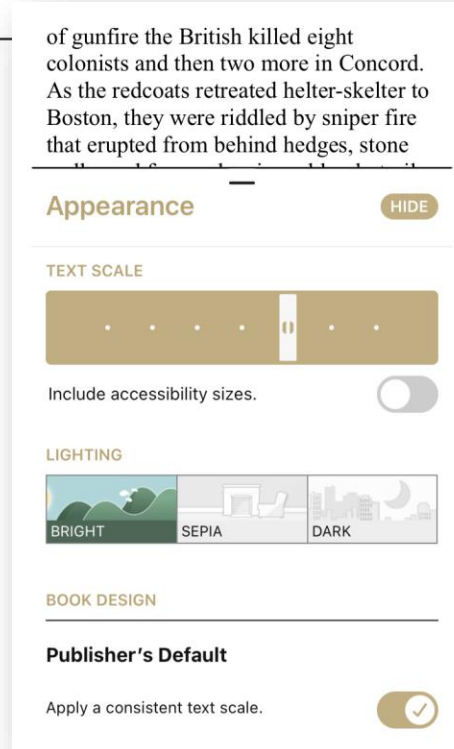 of gunfire the British killed eight
colonists and then two more in Concord.
As the redcoats retreated helter-skelter to
Boston, they were riddled by sniper fire
that erupted from behind hedges, stone
Appearance
HIDE
TEXT SCALE
Include accessibility sizes.
LIGHTING
BRIGHT SEPIA DARK
BOOK DESIGN
Publisher's Default
Apply a consistent text scale.